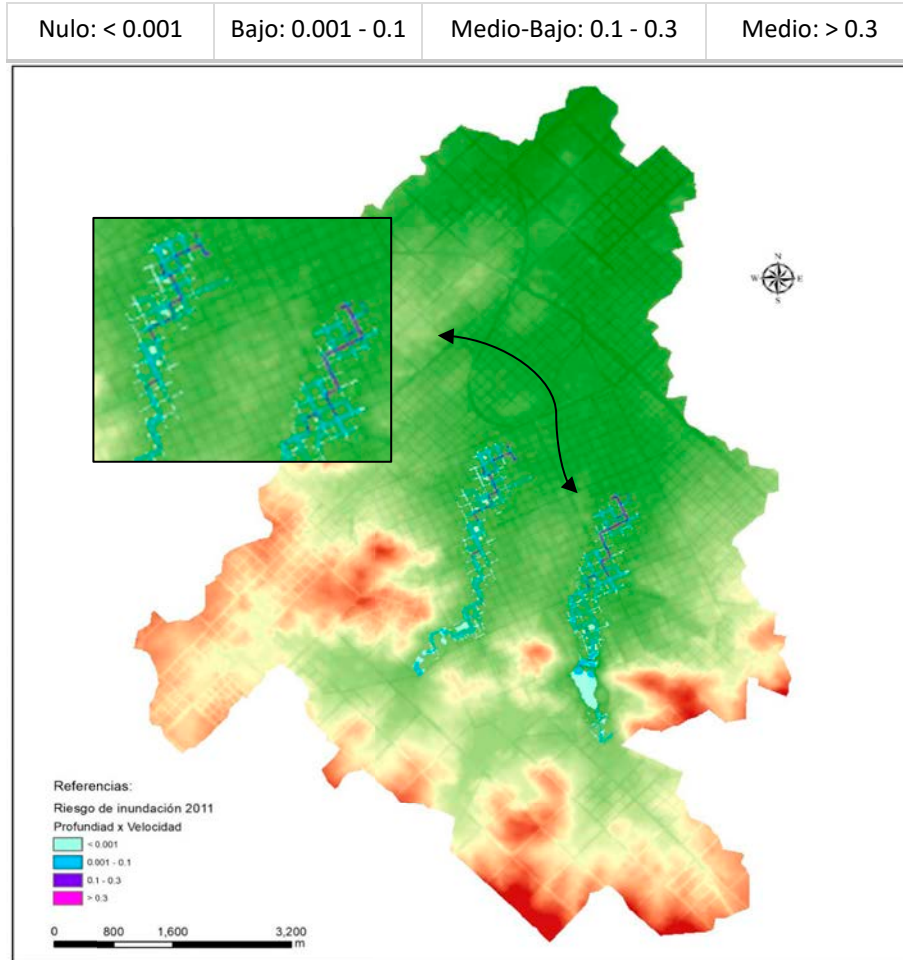 Nulo: < 0.001 Bajo: 0.001 - 0.1 Medio-Bajo: 0.1 - 0.3 Medio: > 0.3
N
W E
S
Referencias:
Riesgo de inundación 2011
Profundiad x Velocidad
< 0.001
0.001 - 0.1
0.1 - 0.3
> 0.3
0 800 1,600 3,200
m